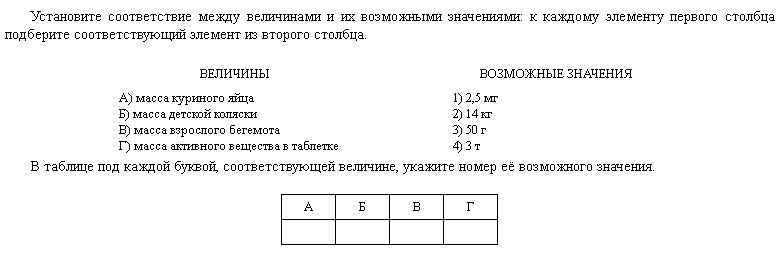 Установите соответствие между величинами и их возможными значениями: к каждому элементу первого столбца
подберите соответствующий элемент из второго столбца.
ВЕЛИЧИНЫ ВОЗМОЖНЫЕ ЗНАЧЕНИЯ
А) масса куриного яйца 1) 2,5 мг
Б) масса детской коляски 2) 14 кг
В) масса взрослого бегемота 3) 50 г
Г) масса активного вещества в таблетке 4) 3 т
В таблице под каждой буквой, соответствующей величине, укажите номер её возможного значения.
А Б В Г